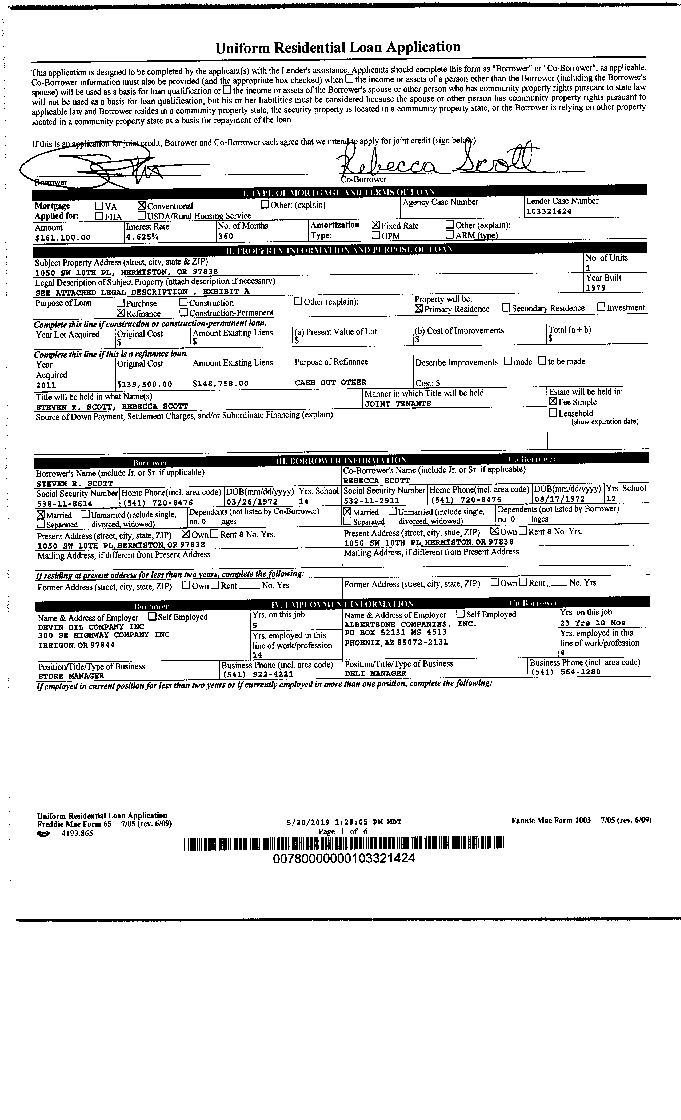 Uniform Residential Loan Application
This application is designed to be completed by the applicant(s) with the Lender's assistance. Applicants should complete this form as "Borrower" or "Co-Borrower", as applicable.
Co-Borrower information must also be provided (and the appropriate box checked) when ☐ the income or assets of a person other than the Borrower (including the Borrower's
spouse) will be used as a basis for loan qualification or ☐ the income or assets of the Borrower's spouse or other person who has community property rights pursuant to state law
will not be used as a basis for loan qualification, but his or her liabilities must be considered because the spouse or other person has community property rights pursuant to
applicable law and Borrower resides in a community property state, the security property is located in a community property state, or the Borrower is relying on other property
located in a community property state as a basis for repayment of the loan.
If this is an application for joint credit, Borrower and Co-Borrower each agree that we intend to apply for joint credit (sign below)
Rebecca Scott
Borrower Co-Borrower
I. TYPE OF MORTGAGE AND TERMS OF LOAN
Mortgage ☐ VA ☒ Conventional ☐ Other: (explain) Agency Case Number Lender Case Number
Applied for: ☐ FHA ☐ USDA/Rural Housing Service 103321424
Amount Interest Rate No. of Months Amortization ☒ Fixed Rate ☐ Other (explain):
$161,100.00 4.625% 360 Type: ☐ GPM ☐ ARM (type)
II. PROPERTY INFORMATION AND PURPOSE OF LOAN
Subject Property Address (street, city, state & ZIP) No. of Units
1050 SW 10TH PL, HERMISTON, OR 97838 1
Legal Description of Subject Property (attach description if necessary) Year Built
SEE ATTACHED LEGAL DESCRIPTION , EXHIBIT A 1979
Purpose of Loan ☐ Purchase ☐ Construction ☐ Other (explain): Property will be:
☒ Refinance ☐ Construction-Permanent ☒ Primary Residence ☐ Secondary Residence ☐ Investment
Complete this line if construction or construction-permanent loan.
Year Lot Acquired Original Cost Amount Existing Liens (a) Present Value of Lot (b) Cost of Improvements Total (a + b)
$ $ $ $ $
Complete this line if this is a refinance loan.
Year Original Cost Amount Existing Liens Purpose of Refinance Describe Improvements ☐ made ☐ to be made
Acquired
2011 $139,500.00 $148,758.00 CASH OUT OTHER Cost: $
Title will be held in what Name(s) Manner in which Title will be held Estate will be held in:
STEVEN R. SCOTT, REBECCA SCOTT JOINT TENANTS ☒ Fee Simple
Source of Down Payment, Settlement Charges, and/or Subordinate Financing (explain) ☐ Leasehold
(show expiration date)
Borrower III. BORROWER INFORMATION Co-Borrower
Borrower's Name (include Jr. or Sr. if applicable) Co-Borrower's Name (include Jr. or Sr. if applicable)
STEVEN R. SCOTT REBECCA SCOTT
Social Security Number Home Phone (incl. area code) DOB (mm/dd/yyyy) Yrs. School Social Security Number Home Phone (incl. area code) DOB (mm/dd/yyyy) Yrs. School
538-11-8614 (541) 720-8476 03/26/1972 14 532-11-2911 (541) 720-8475 08/17/1972 12
☒ Married ☐ Unmarried (include single, Dependents (not listed by Co-Borrower) ☒ Married ☐ Unmarried (include single, Dependents (not listed by Borrower)
☐ Separated divorced, widowed) no. 0 ages ☐ Separated divorced, widowed) no. 0 ages
Present Address (street, city, state, ZIP) ☒ Own ☐ Rent 8 No. Yrs. Present Address (street, city, state, ZIP) ☒ Own ☐ Rent 8 No. Yrs.
1050 SW 10TH PL, HERMISTON, OR 97838 1050 SW 10TH PL, HERMISTON, OR 97838
Mailing Address, if different from Present Address Mailing Address, if different from Present Address
If residing at present address for less than two years, complete the following:
Former Address (street, city, state, ZIP) ☐ Own ☐ Rent ____ No. Yrs Former Address (street, city, state, ZIP) ☐ Own ☐ Rent ____ No. Yrs
Borrower IV. EMPLOYMENT INFORMATION Co-Borrower
Name & Address of Employer ☐ Self Employed Yrs. on this job Name & Address of Employer ☐ Self Employed Yrs. on this job
DEVIN OIL COMPANY INC 5 ALBERTSONS COMPANIES, INC. 23 Yrs 10 Mos
300 SE HIGHWAY COMPANY INC Yrs. employed in this PO BOX 52131 MS 4513 Yrs. employed in this
IRRIGON, OR 97844 line of work/profession PHOENIX, AZ 85072-2131 line of work/profession
14
Position/Title/Type of Business Business Phone (incl. area code) Position/Title/Type of Business Business Phone (incl. area code)
STORE MANAGER (541) 922-4221 DELI MANAGER (541) 564-1280
If employed in current position for less than two years or if currently employed in more than one position, complete the following:
Uniform Residential Loan Application
Freddie Mac Form 65 7/05 (rev. 6/09) 5/20/2019 1:28:05 PM MDT Fannie Mae Form 1003 7/05 (rev. 6/09)
4193.865 Page 1 of 6
00780000000103321424